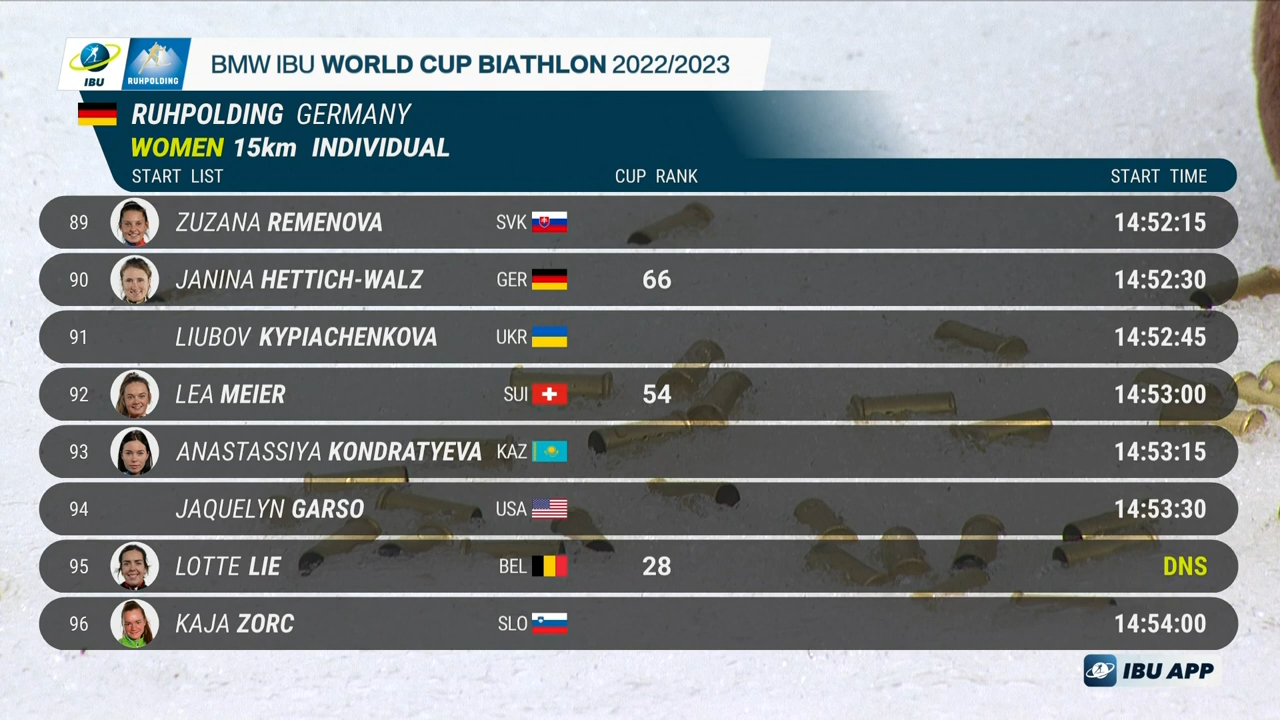 IBU
RUHPOLDING
BMW IBU WORLD CUP BIATHLON 2022/2023
RUHPOLDING GERMANY
WOMEN 15km INDIVIDUAL
START LIST CUP RANK START TIME
89 ZUZANA REMENOVA SVK 14:52:15
90 JANINA HETTICH-WALZ GER 66 14:52:30
91 LIUBOV KYPIACHENKOVA UKR 14:52:45
92 LEA MEIER SUI 54 14:53:00
93 ANASTASSIYA KONDRATYEVA KAZ 14:53:15
94 JAQUELYN GARSO USA 14:53:30
95 LOTTE LIE BEL 28 DNS
96 KAJA ZORC SLO 14:54:00
IBU APP